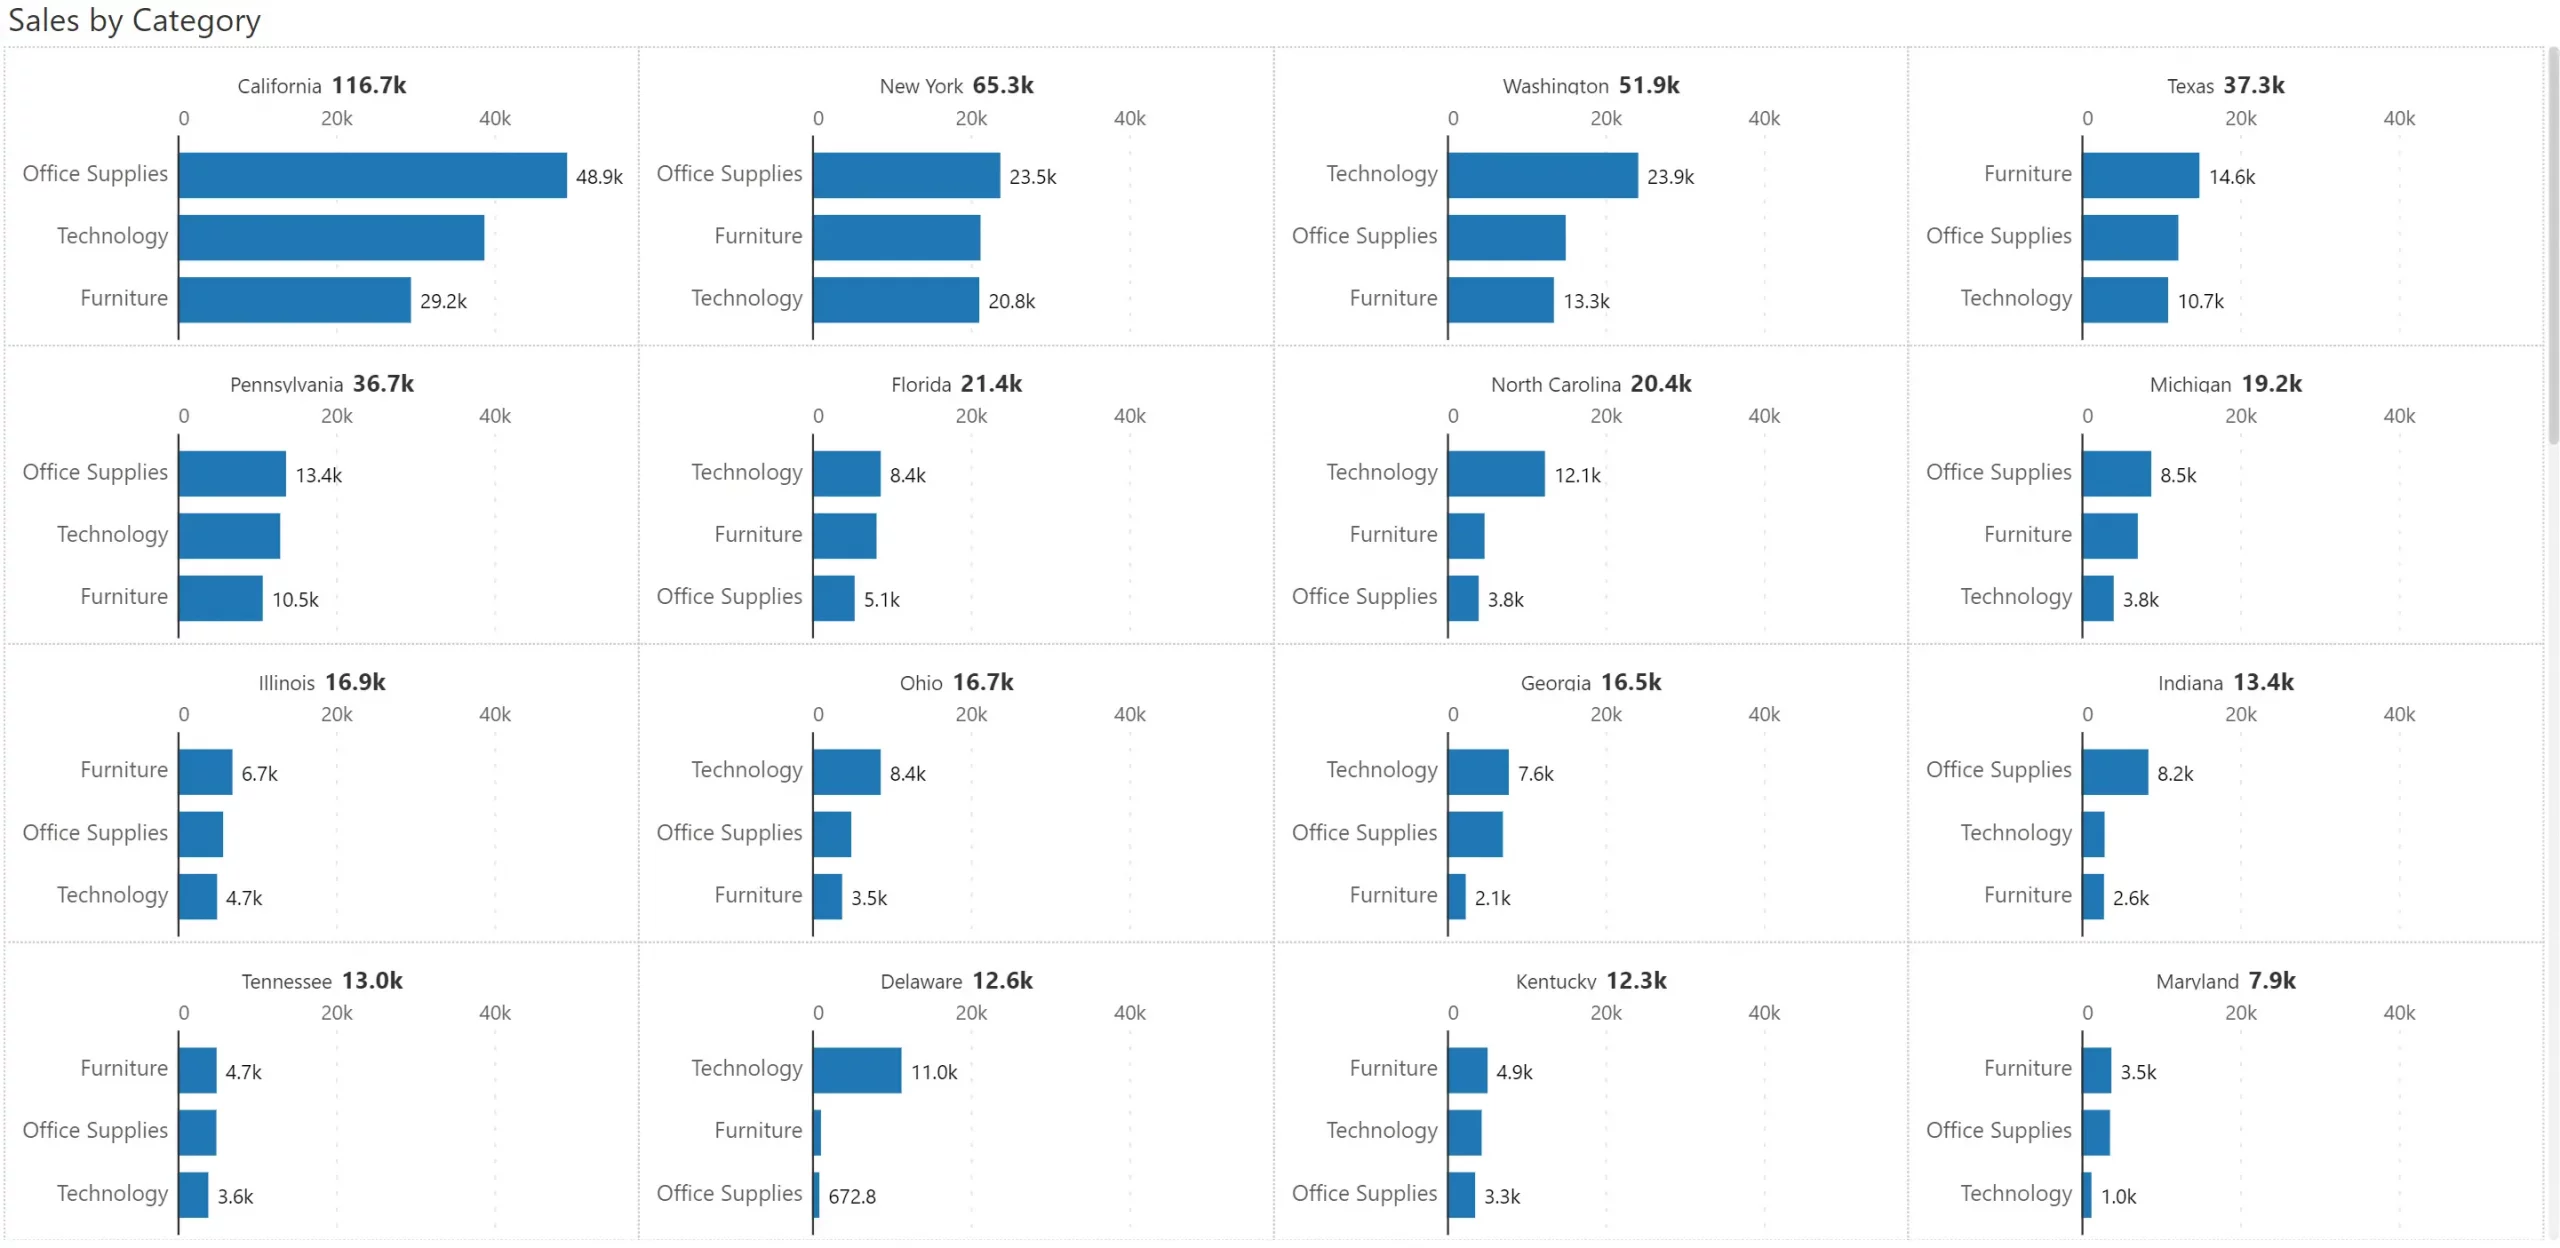 Sales by Category
California 116.7k
0 20k 40k
Office Supplies 48.9k
Technology
Furniture 29.2k
New York 65.3k
0 20k 40k
Office Supplies 23.5k
Furniture
Technology 20.8k
Washington 51.9k
0 20k 40k
Technology 23.9k
Office Supplies
Furniture 13.3k
Texas 37.3k
0 20k 40k
Furniture 14.6k
Office Supplies
Technology 10.7k
Pennsylvania 36.7k
0 20k 40k
Office Supplies 13.4k
Technology
Furniture 10.5k
Florida 21.4k
0 20k 40k
Technology 8.4k
Furniture
Office Supplies 5.1k
North Carolina 20.4k
0 20k 40k
Technology 12.1k
Furniture
Office Supplies 3.8k
Michigan 19.2k
0 20k 40k
Office Supplies 8.5k
Furniture
Technology 3.8k
Illinois 16.9k
0 20k 40k
Furniture 6.7k
Office Supplies
Technology 4.7k
Ohio 16.7k
0 20k 40k
Technology 8.4k
Office Supplies
Furniture 3.5k
Georgia 16.5k
0 20k 40k
Technology 7.6k
Office Supplies
Furniture 2.1k
Indiana 13.4k
0 20k 40k
Office Supplies 8.2k
Technology
Furniture 2.6k
Tennessee 13.0k
0 20k 40k
Furniture 4.7k
Office Supplies
Technology 3.6k
Delaware 12.6k
0 20k 40k
Technology 11.0k
Furniture
Office Supplies 672.8
Kentucky 12.3k
0 20k 40k
Furniture 4.9k
Technology
Office Supplies 3.3k
Maryland 7.9k
0 20k 40k
Furniture 3.5k
Office Supplies
Technology 1.0k